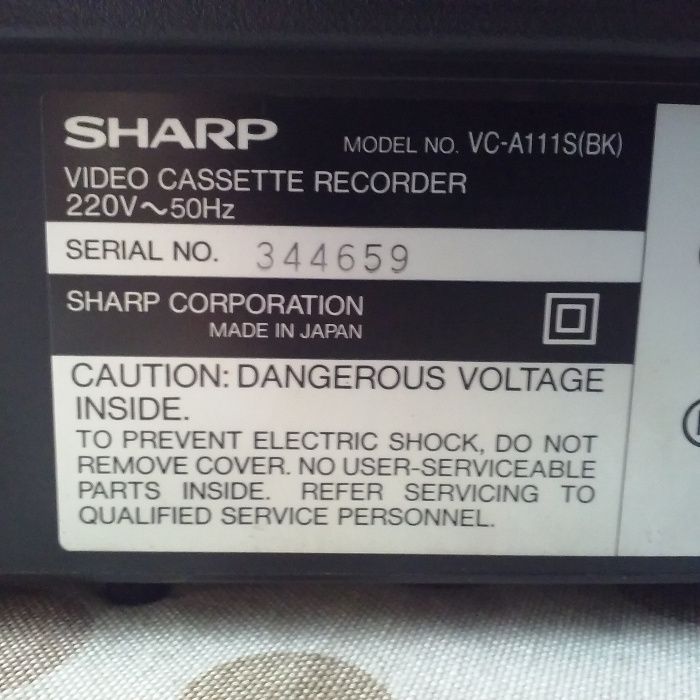 SHARP MODEL NO. VC-A111S(BK)
VIDEO CASSETTE RECORDER
220V~50Hz
SERIAL NO. 344659
SHARP CORPORATION
MADE IN JAPAN
CAUTION: DANGEROUS VOLTAGE
INSIDE.
TO PREVENT ELECTRIC SHOCK, DO NOT
REMOVE COVER. NO USER-SERVICEABLE
PARTS INSIDE. REFER SERVICING TO
QUALIFIED SERVICE PERSONNEL.